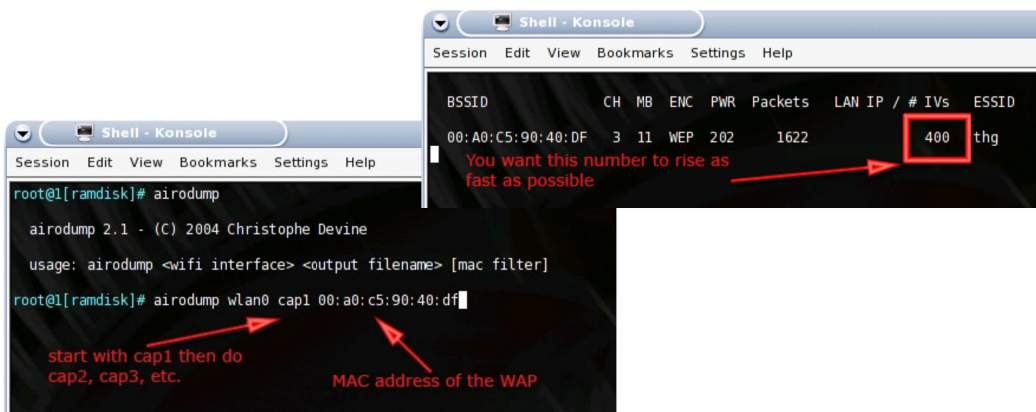 Shell - Konsole
Session Edit View Bookmarks Settings Help
BSSID CH MB ENC PWR Packets LAN IP / # IVs ESSID
00:A0:C5:90:40:DF 3 11 WEP 202 1622 400 thg
You want this number to rise as
fast as possible
Shell - Konsole
Session Edit View Bookmarks Settings Help
root@1[ramdisk]# airodump
airodump 2.1 - (C) 2004 Christophe Devine
usage: airodump <wifi interface> <output filename> [mac filter]
root@1[ramdisk]# airodump wlan0 cap1 00:a0:c5:90:40:df
start with cap1 then do
cap2, cap3, etc.
MAC address of the WAP